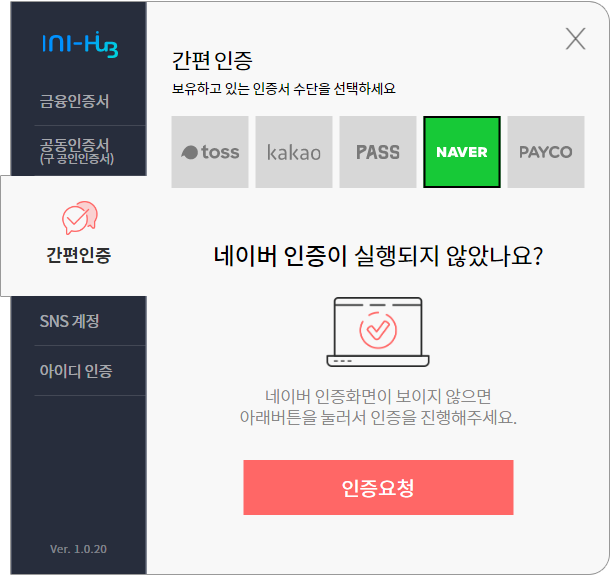 INI-HUB
금융인증서
공동인증서
(구 공인인증서)
간편인증
SNS 계정
아이디 인증
Ver. 1.0.20
간편 인증
보유하고 있는 인증서 수단을 선택하세요
toss
kakao
PASS
NAVER
PAYCO
네이버 인증이 실행되지 않았나요?
네이버 인증화면이 보이지 않으면
아래버튼을 눌러서 인증을 진행해주세요.
인증요청